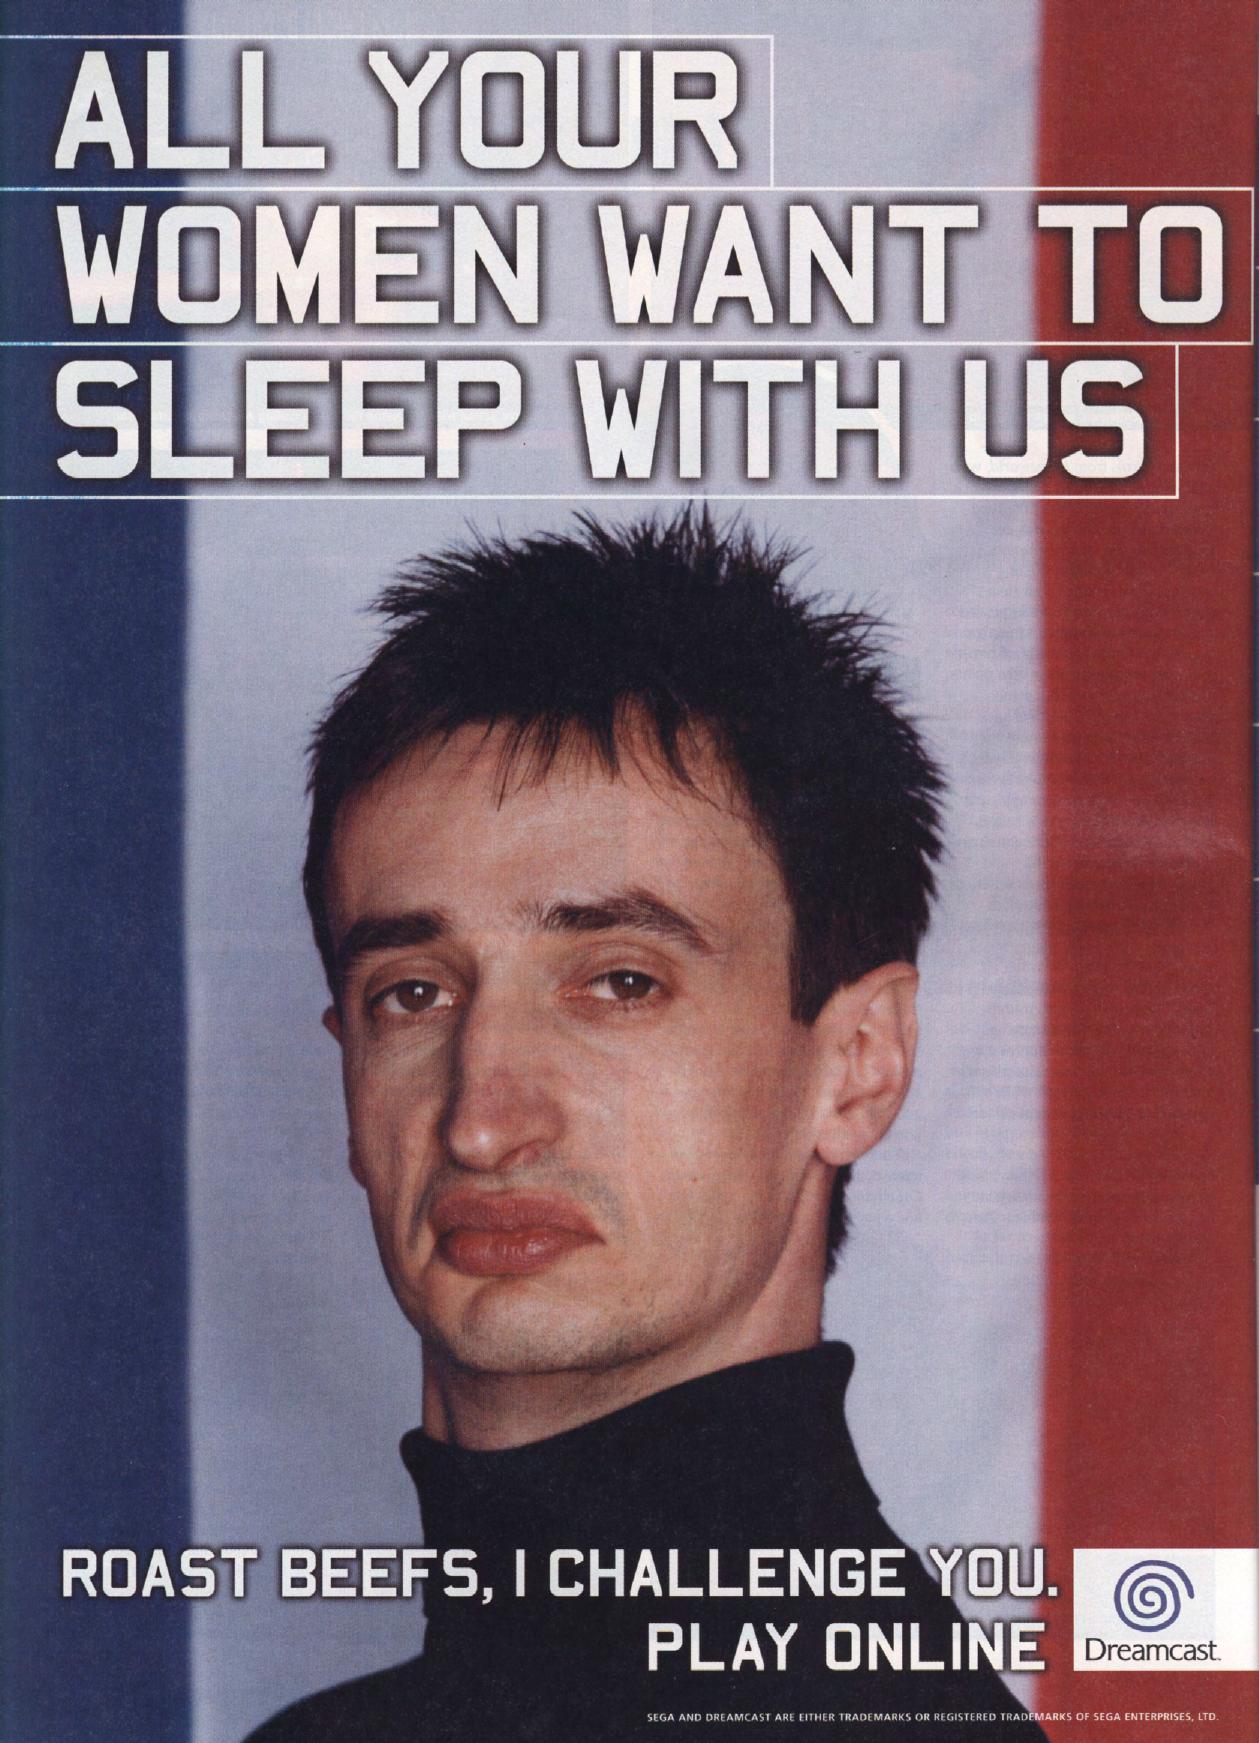 ALL YOUR
WOMEN WANT TO
SLEEP WITH US
ROAST BEEFS, I CHALLENGE YOU.
PLAY ONLINE
Dreamcast.
SEGA AND DREAMCAST ARE EITHER TRADEMARKS OR REGISTERED TRADEMARKS OF SEGA ENTERPRISES, LTD.